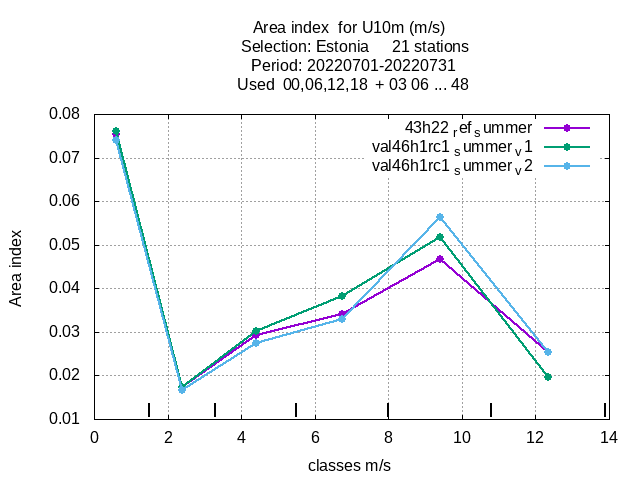 Area index  for U10m (m/s)
Selection: Estonia     21 stations
Period: 20220701-20220731
Used  00,06,12,18  + 03 06 ... 48
0.08
0.07
0.06
0.05
0.04
0.03
0.02
0.01
Area index
43h22 ref summer
val46h1rc1 summer v1
val46h1rc1 summer v2
0 2 4 6 8 10 12 14
classes m/s